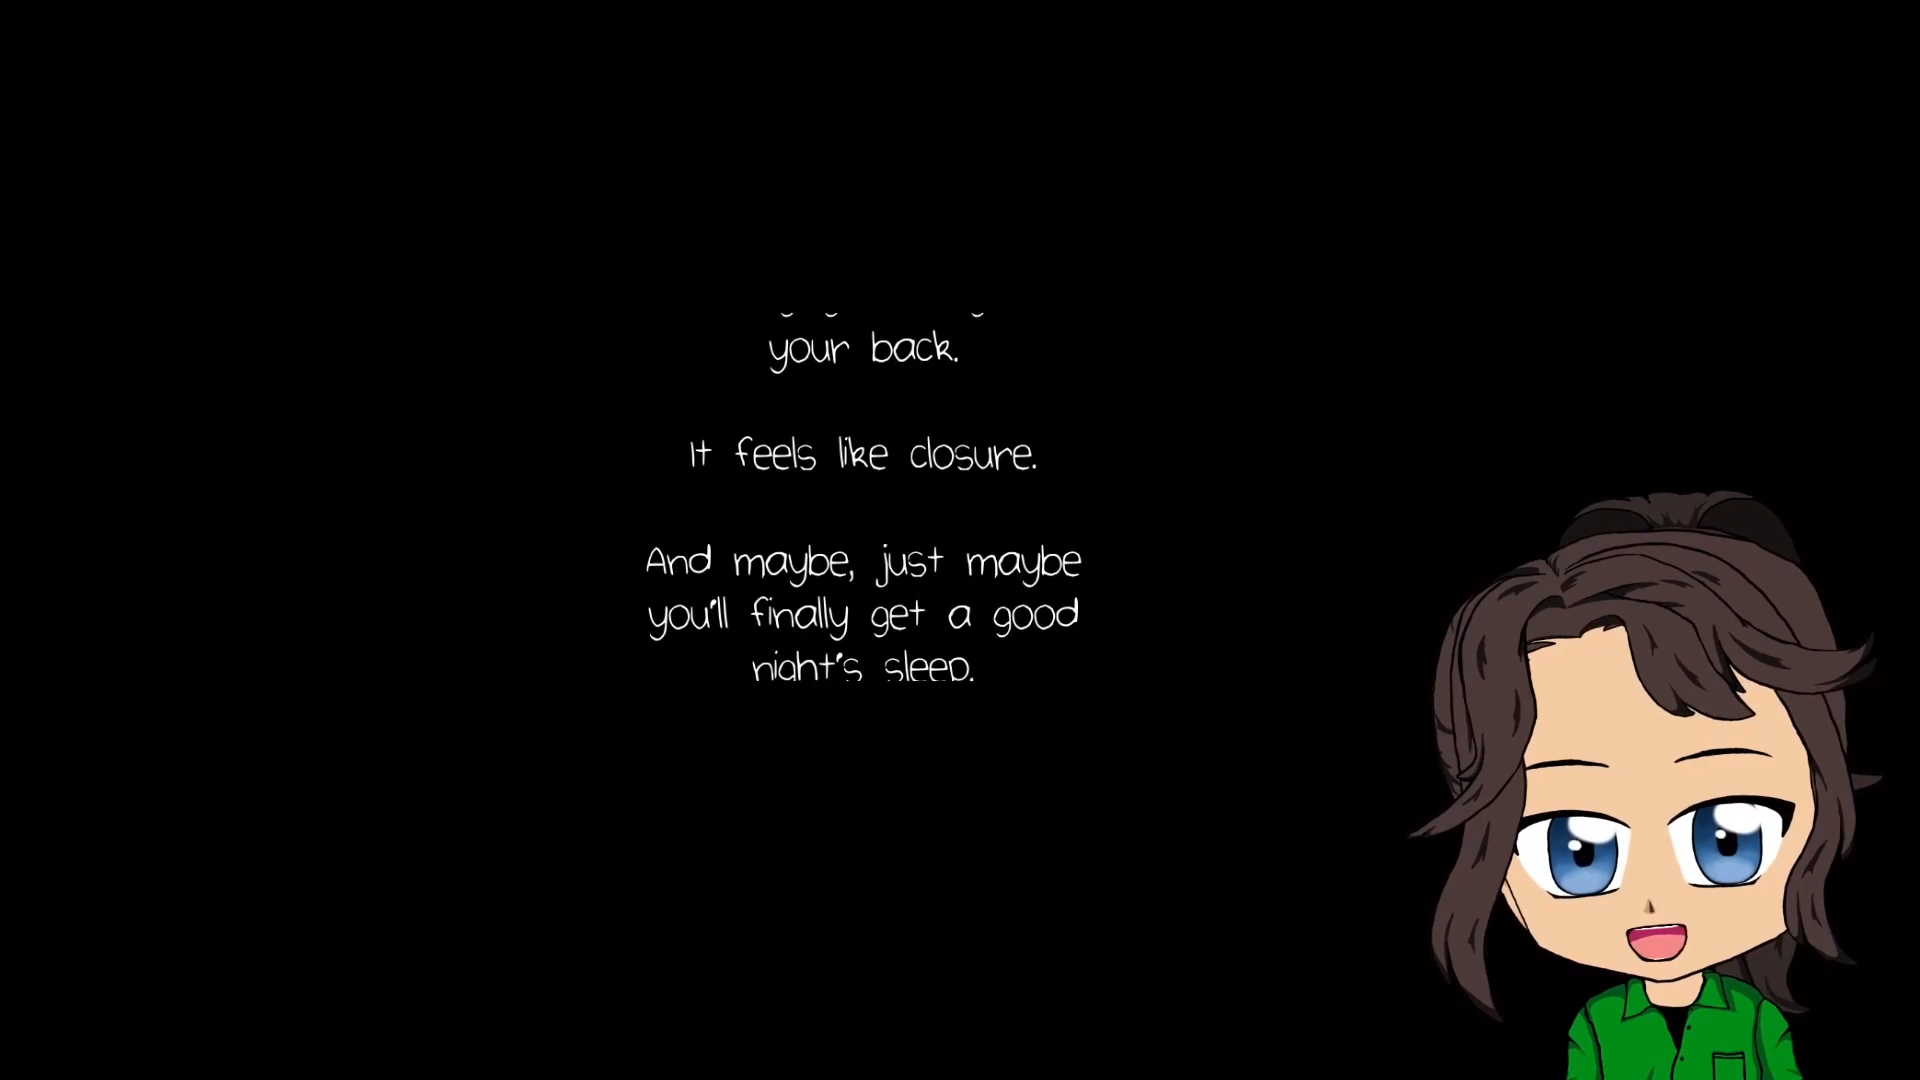 your back.
It feels like closure.
And maybe, just maybe
you'll finally get a good
night's sleep.